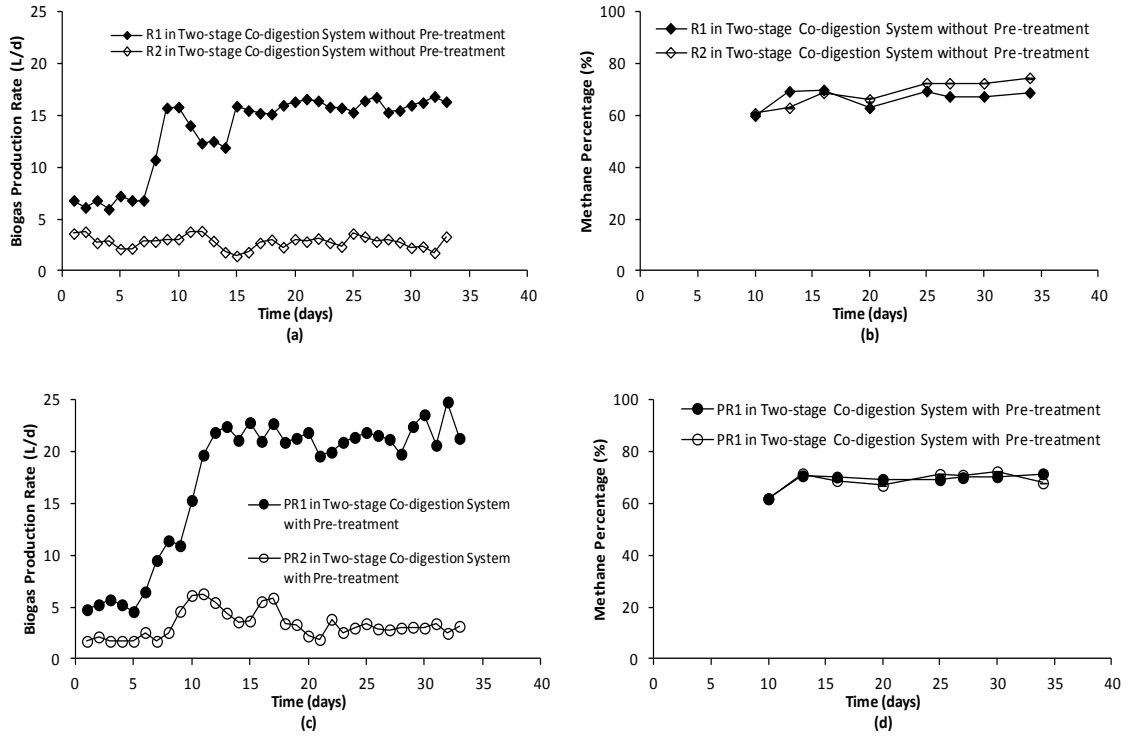 R1 in Two-stage Co-digestion System without Pre-treatment
R2 in Two-stage Co-digestion System without Pre-treatment
Biogas Production Rate (L/d)
25
20
15
10
5
0
0 5 10 15 20 25 30 35 40
Time (days)
(a)
R1 in Two-stage Co-digestion System without Pre-treatment
R2 in Two-stage Co-digestion System without Pre-treatment
Methane Percentage (%)
100
80
60
40
20
0
0 5 10 15 20 25 30 35 40
Time (days)
(b)
Biogas Production Rate (L/d)
25
20
15
10
5
0
PR1 in Two-stage Co-digestion System
with Pre-treatment
PR2 in Two-stage Co-digestion System
with Pre-treatment
0 5 10 15 20 25 30 35 40
Time (days)
(c)
PR1 in Two-stage Co-digestion System with Pre-treatment
PR1 in Two-stage Co-digestion System with Pre-treatment
Methane Percentage (%)
100
80
60
40
20
0
0 5 10 15 20 25 30 35 40
Time (days)
(d)